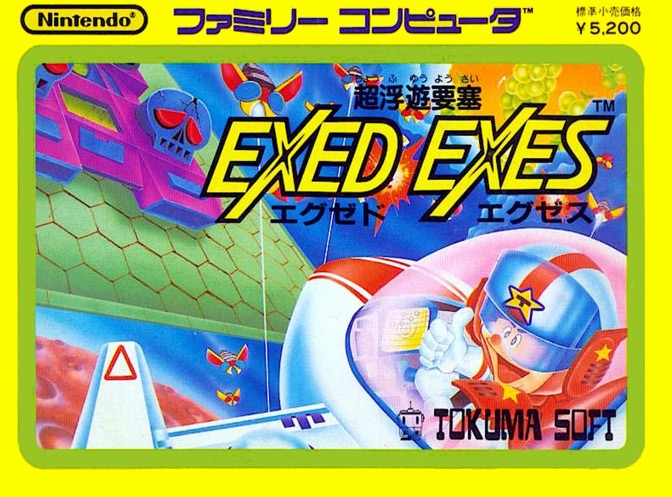 Nintendo®
ファミリー コンピュータ™
標準小売価格
￥5,200
ちょう ふ ゆう よう さい
超浮遊要塞
EXED EXES™
エグゼド エグゼス
T
TOKUMA SOFT